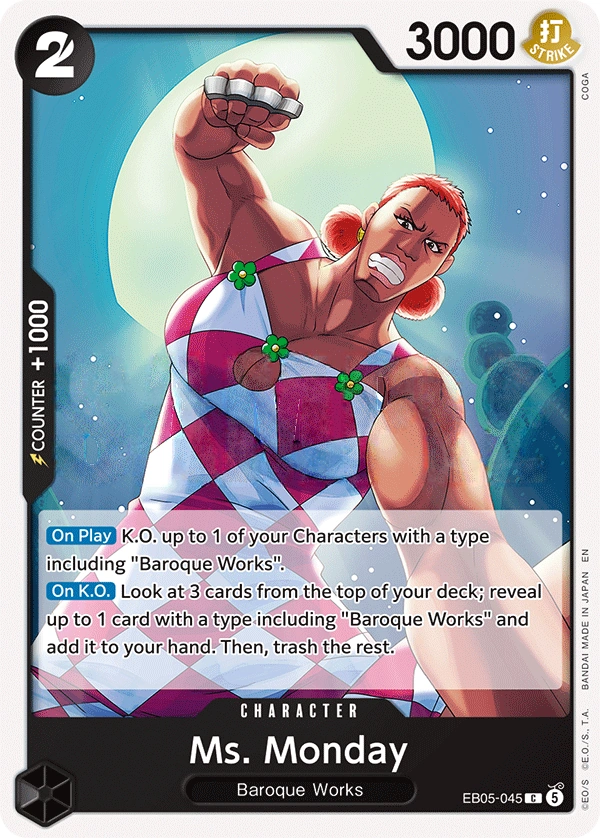 2
3000
打
STRIKE
COGA
COUNTER +1000
On Play K.O. up to 1 of your Characters with a type
including "Baroque Works".
On K.O. Look at 3 cards from the top of your deck; reveal
up to 1 card with a type including "Baroque Works" and
add it to your hand. Then, trash the rest.
CHARACTER
Ms. Monday
Baroque Works
EB05-045 C 5
©E.O/S ©E.O./S., T.A. BANDAI MADE IN JAPAN EN